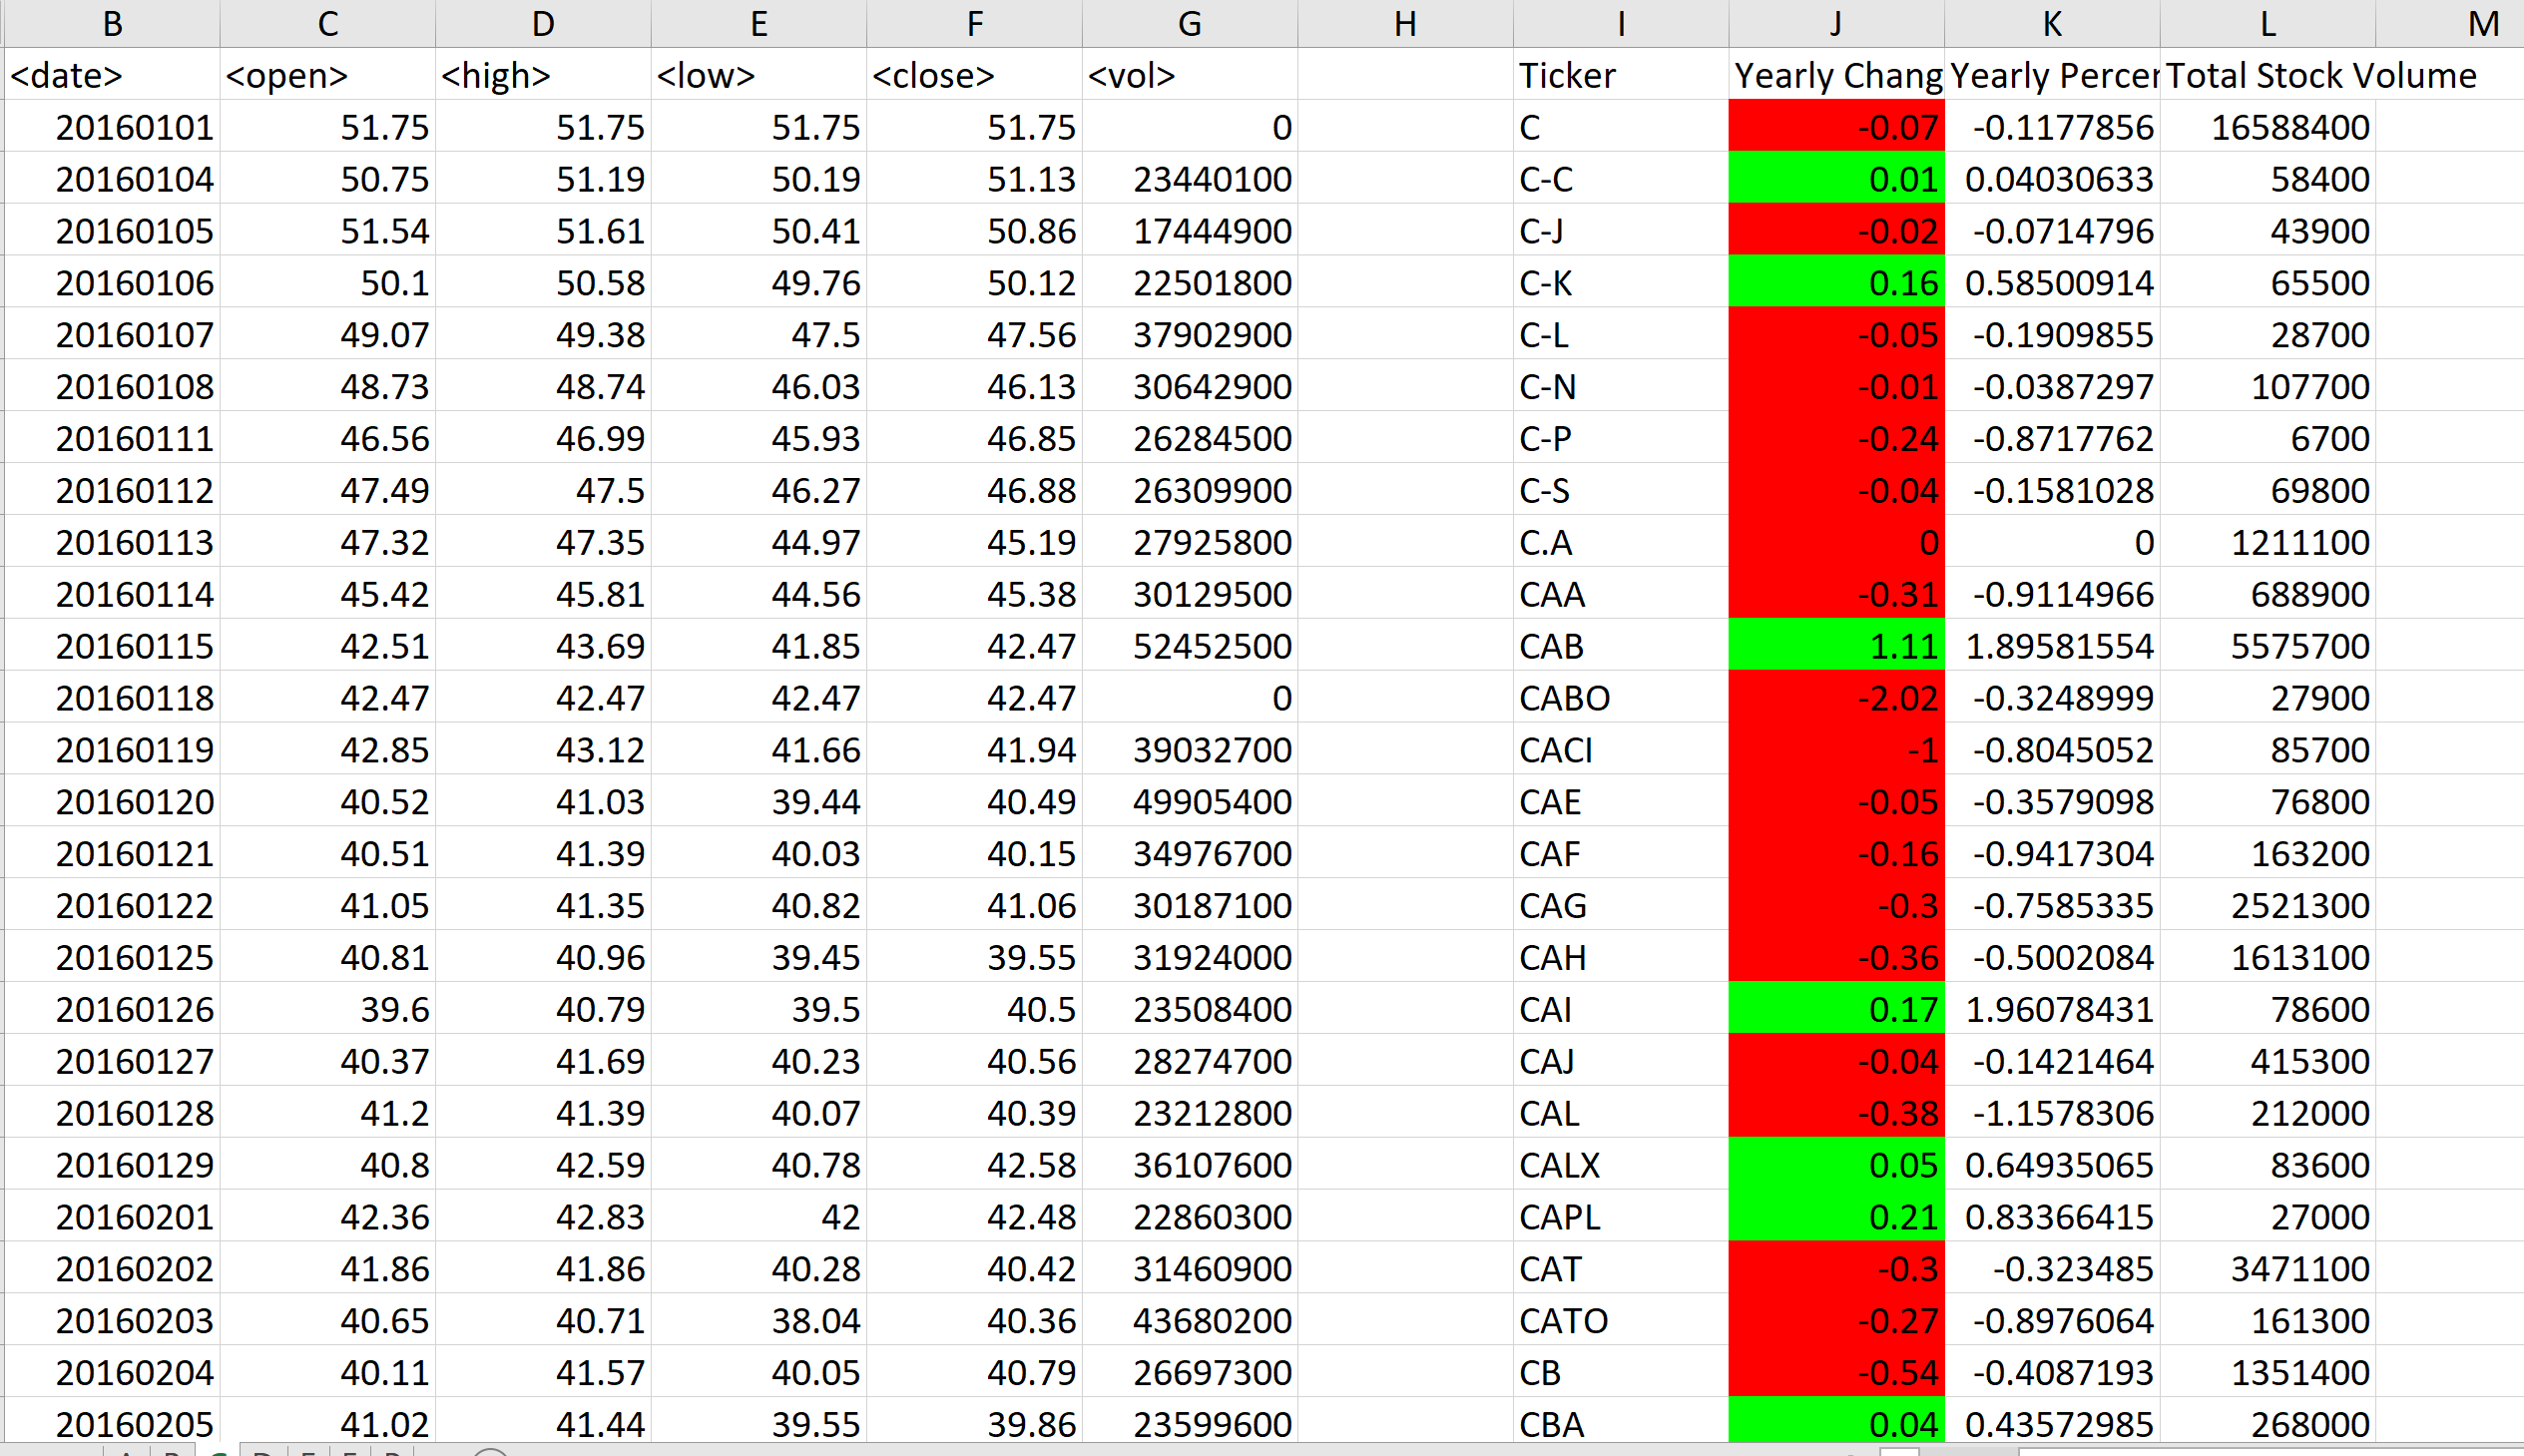 B C D E F G H I J K L M
<date> <open> <high> <low> <close> <vol> Ticker Yearly Chang Yearly Percer Total Stock Volume
20160101 51.75 51.75 51.75 51.75 0 C -0.07 -0.1177856 16588400
20160104 50.75 51.19 50.19 51.13 23440100 C-C 0.01 0.04030633 58400
20160105 51.54 51.61 50.41 50.86 17444900 C-J -0.02 -0.0714796 43900
20160106 50.1 50.58 49.76 50.12 22501800 C-K 0.16 0.58500914 65500
20160107 49.07 49.38 47.5 47.56 37902900 C-L -0.05 -0.1909855 28700
20160108 48.73 48.74 46.03 46.13 30642900 C-N -0.01 -0.0387297 107700
20160111 46.56 46.99 45.93 46.85 26284500 C-P -0.24 -0.8717762 6700
20160112 47.49 47.5 46.27 46.88 26309900 C-S -0.04 -0.1581028 69800
20160113 47.32 47.35 44.97 45.19 27925800 C.A 0 0 1211100
20160114 45.42 45.81 44.56 45.38 30129500 CAA -0.31 -0.9114966 688900
20160115 42.51 43.69 41.85 42.47 52452500 CAB 1.11 1.89581554 5575700
20160118 42.47 42.47 42.47 42.47 0 CABO -2.02 -0.3248999 27900
20160119 42.85 43.12 41.66 41.94 39032700 CACI -1 -0.8045052 85700
20160120 40.52 41.03 39.44 40.49 49905400 CAE -0.05 -0.3579098 76800
20160121 40.51 41.39 40.03 40.15 34976700 CAF -0.16 -0.9417304 163200
20160122 41.05 41.35 40.82 41.06 30187100 CAG -0.3 -0.7585335 2521300
20160125 40.81 40.96 39.45 39.55 31924000 CAH -0.36 -0.5002084 1613100
20160126 39.6 40.79 39.5 40.5 23508400 CAI 0.17 1.96078431 78600
20160127 40.37 41.69 40.23 40.56 28274700 CAJ -0.04 -0.1421464 415300
20160128 41.2 41.39 40.07 40.39 23212800 CAL -0.38 -1.1578306 212000
20160129 40.8 42.59 40.78 42.58 36107600 CALX 0.05 0.64935065 83600
20160201 42.36 42.83 42 42.48 22860300 CAPL 0.21 0.83366415 27000
20160202 41.86 41.86 40.28 40.42 31460900 CAT -0.3 -0.323485 3471100
20160203 40.65 40.71 38.04 40.36 43680200 CATO -0.27 -0.8976064 161300
20160204 40.11 41.57 40.05 40.79 26697300 CB -0.54 -0.4087193 1351400
20160205 41.02 41.44 39.55 39.86 23599600 CBA 0.04 0.43572985 268000